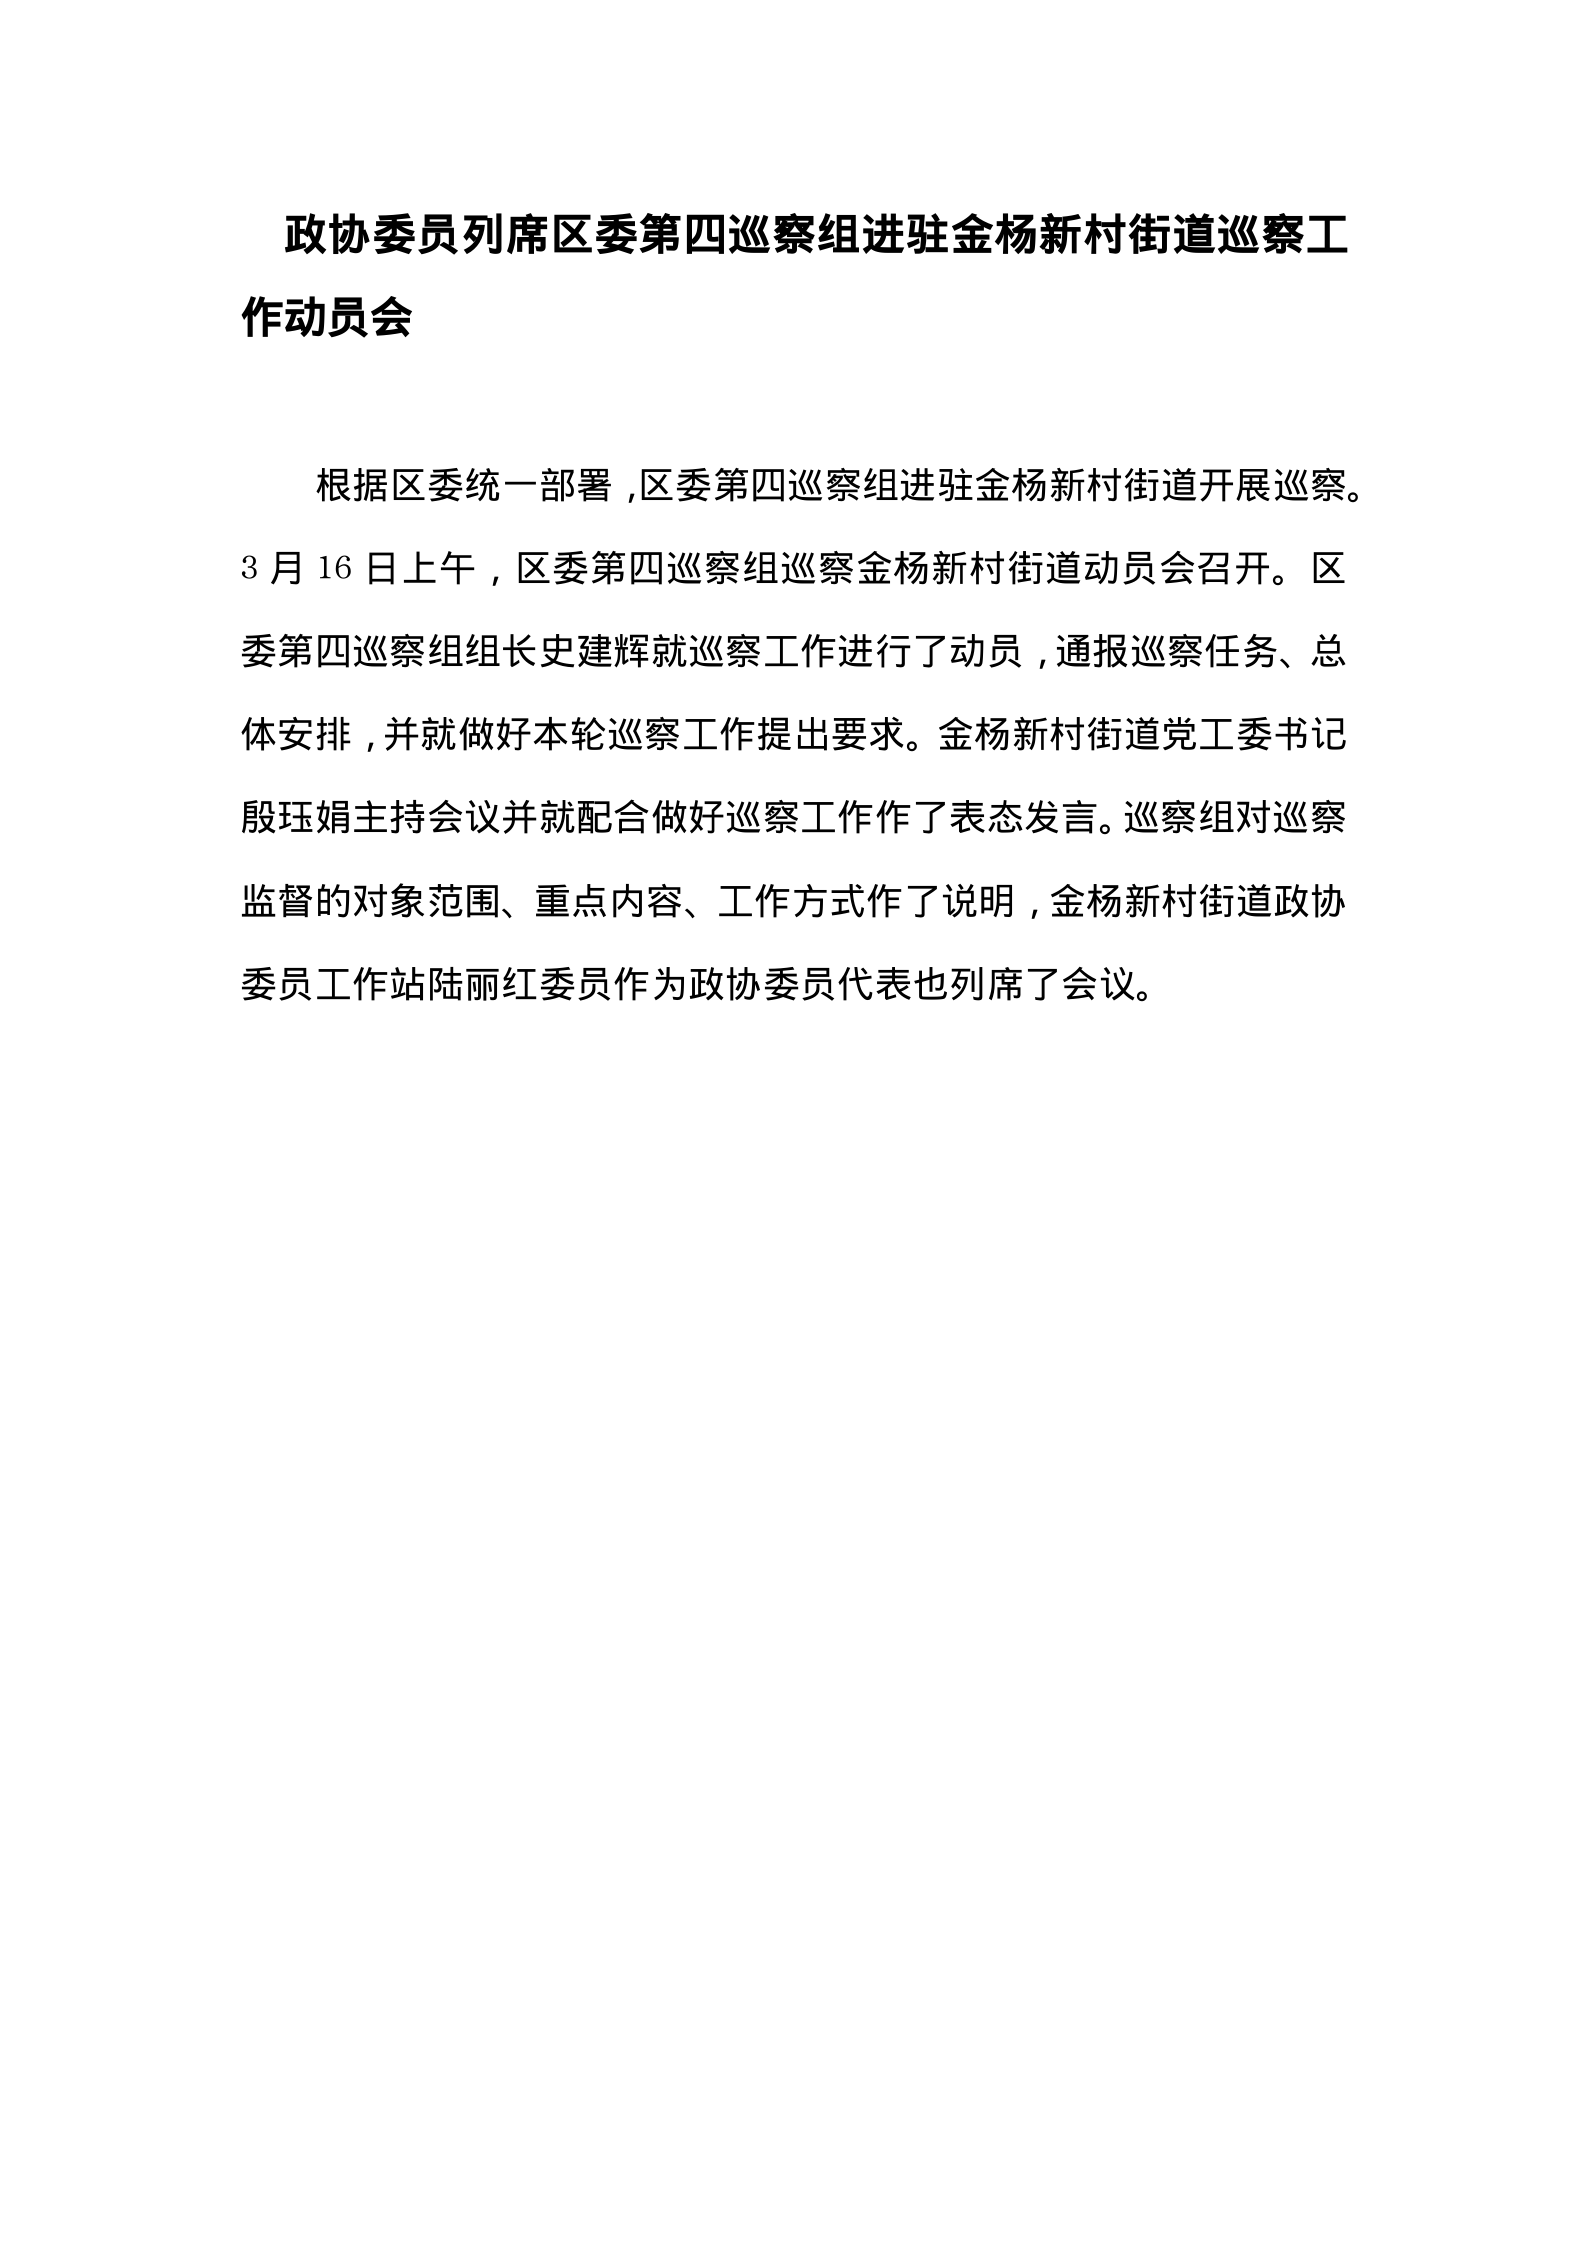 政协委员列席区委第四巡察组进驻金杨新村街道巡察工
作动员会
根据区委统一部署，区委第四巡察组进驻金杨新村街道开展巡察。
3 月 16 日上午，区委第四巡察组巡察金杨新村街道动员会召开。区
委第四巡察组组长史建辉就巡察工作进行了动员，通报巡察任务、总
体安排，并就做好本轮巡察工作提出要求。金杨新村街道党工委书记
殷珏娟主持会议并就配合做好巡察工作作了表态发言。巡察组对巡察
监督的对象范围、重点内容、工作方式作了说明，金杨新村街道政协
委员工作站陆丽红委员作为政协委员代表也列席了会议。